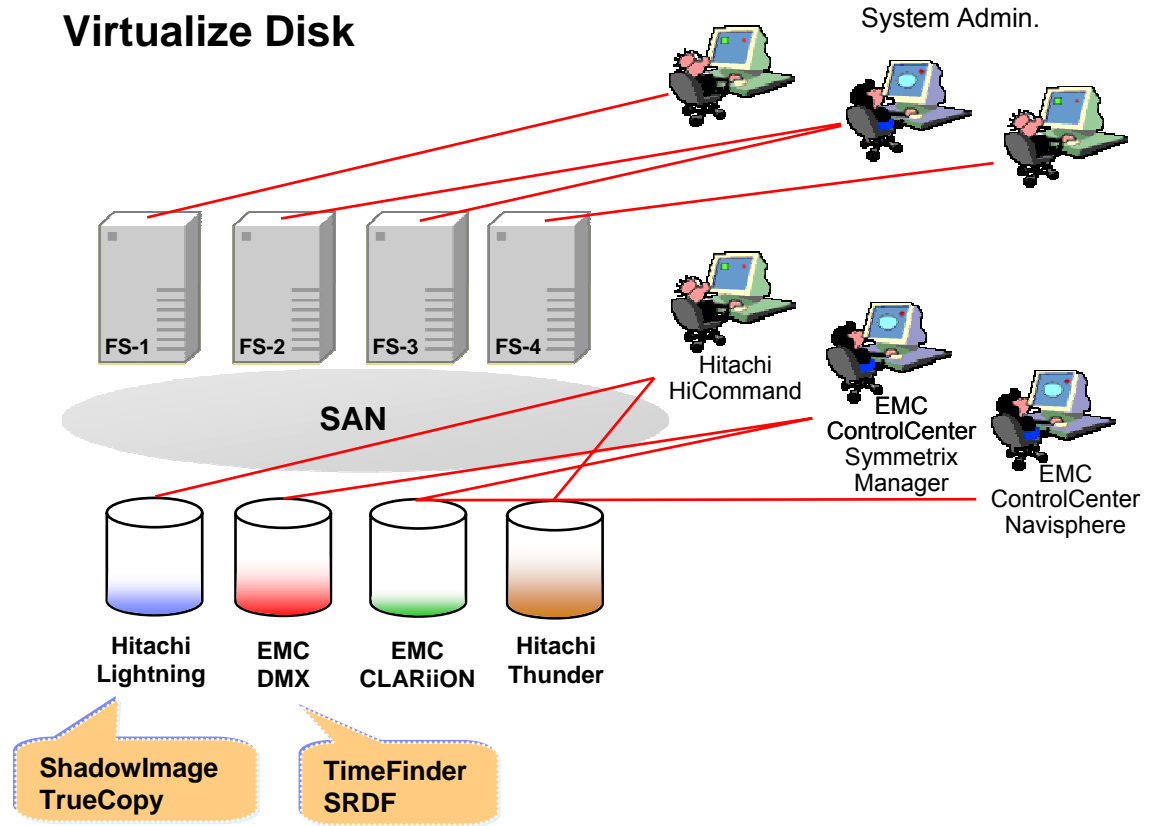 Virtualize Disk
System Admin.
FS-1
FS-2
FS-3
FS-4
Hitachi
HiCommand
EMC
ControlCenter
Symmetrix
Manager
EMC
ControlCenter
Navisphere
SAN
Hitachi
Lightning
EMC
DMX
EMC
CLARiiON
Hitachi
Thunder
ShadowImage
TrueCopy
TimeFinder
SRDF